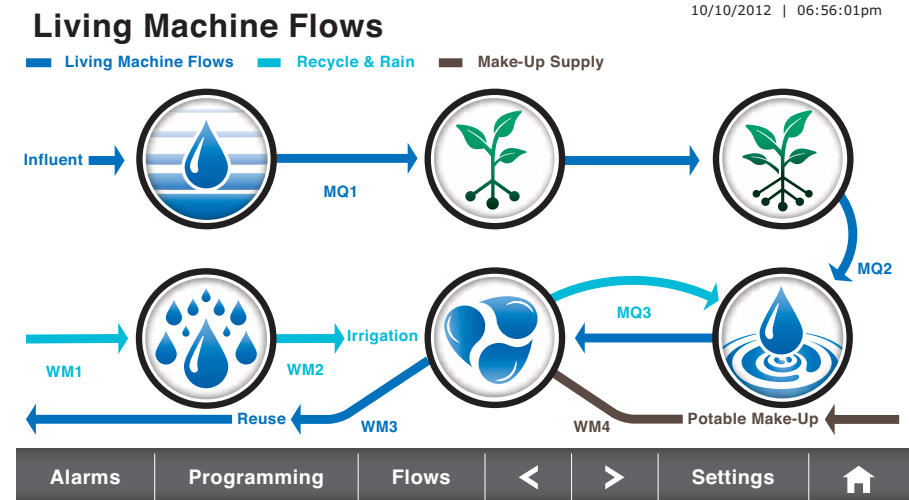 Living Machine Flows
10/10/2012 | 06:56:01pm
Living Machine Flows
Recycle & Rain
Make-Up Supply
Influent
MQ1
MQ2
MQ3
Irrigation
WM1
WM2
Reuse
WM3
WM4
Potable Make-Up
Alarms
Programming
Flows
<
>
Settings